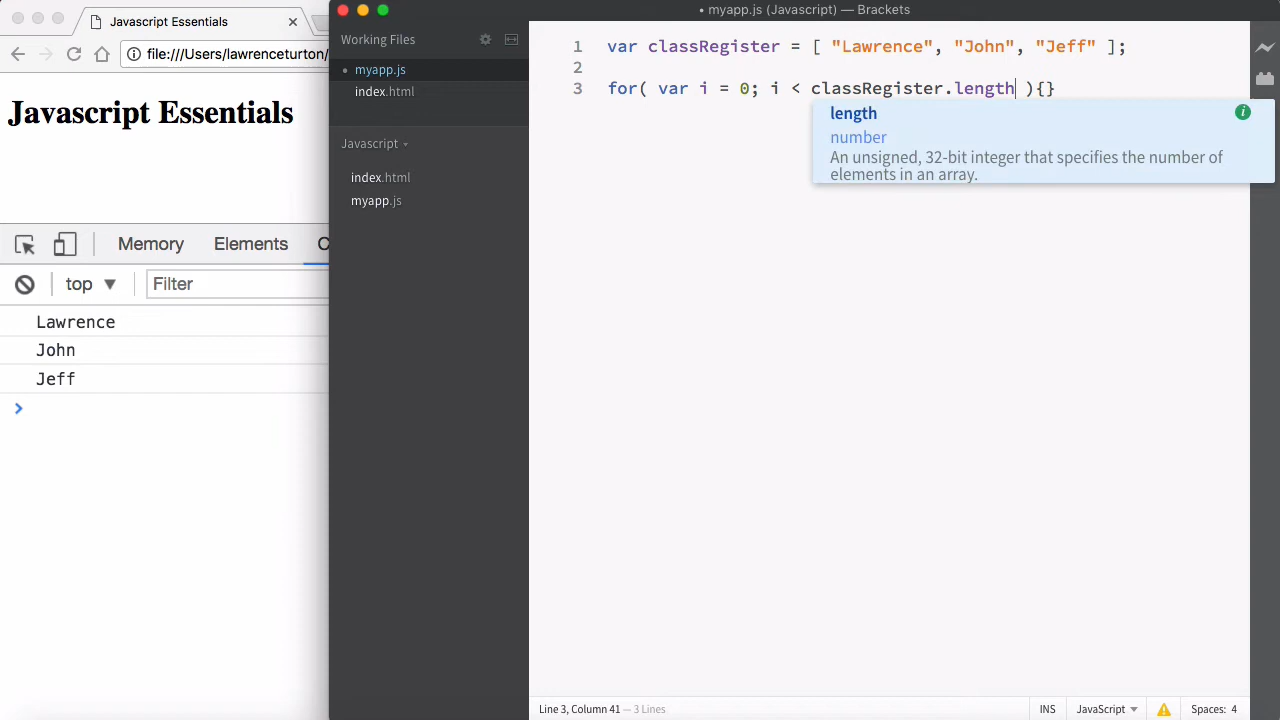 Javascript Essentials
file:///Users/lawrenceturton/
Javascript Essentials
Memory Elements C
top Filter
Lawrence
John
Jeff
• myapp.js (Javascript) — Brackets
Working Files
myapp.js
index.html
Javascript
index.html
myapp.js
1 var classRegister = [ "Lawrence", "John", "Jeff" ];
2
3 for( var i = 0; i < classRegister.length ){}
length
number
An unsigned, 32-bit integer that specifies the number of
elements in an array.
Line 3, Column 41 — 3 Lines INS JavaScript Spaces: 4